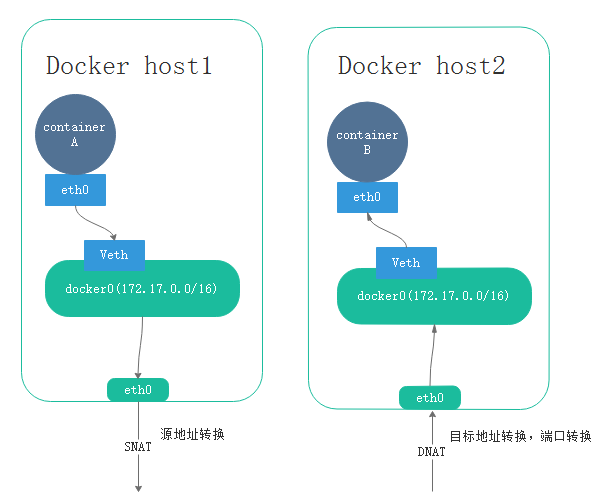 Docker host1
container
A
eth0
Veth
docker0(172.17.0.0/16)
eth0
源地址转换
SNAT
Docker host2
container
B
eth0
Veth
docker0(172.17.0.0/16)
eth0
目标地址转换，端口转换
DNAT